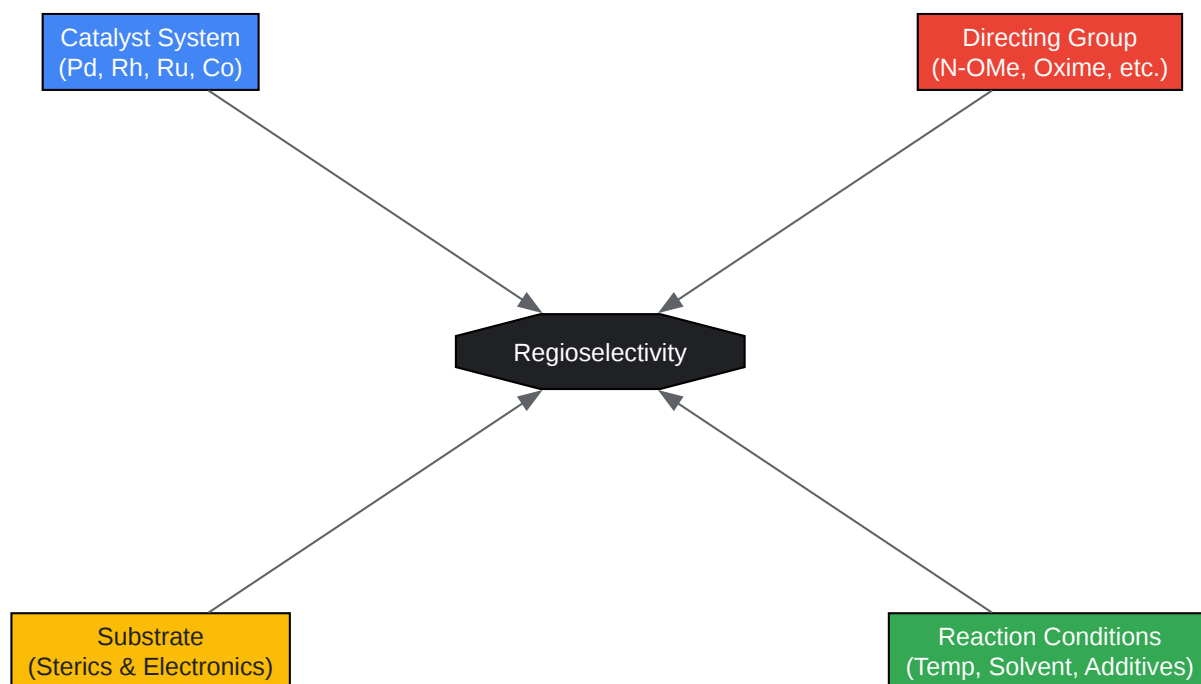 Catalyst System
(Pd, Rh, Ru, Co)
Directing Group
(N-OMe, Oxime, etc.)
Regioselectivity
Substrate
(Sterics & Electronics)
Reaction Conditions
(Temp, Solvent, Additives)